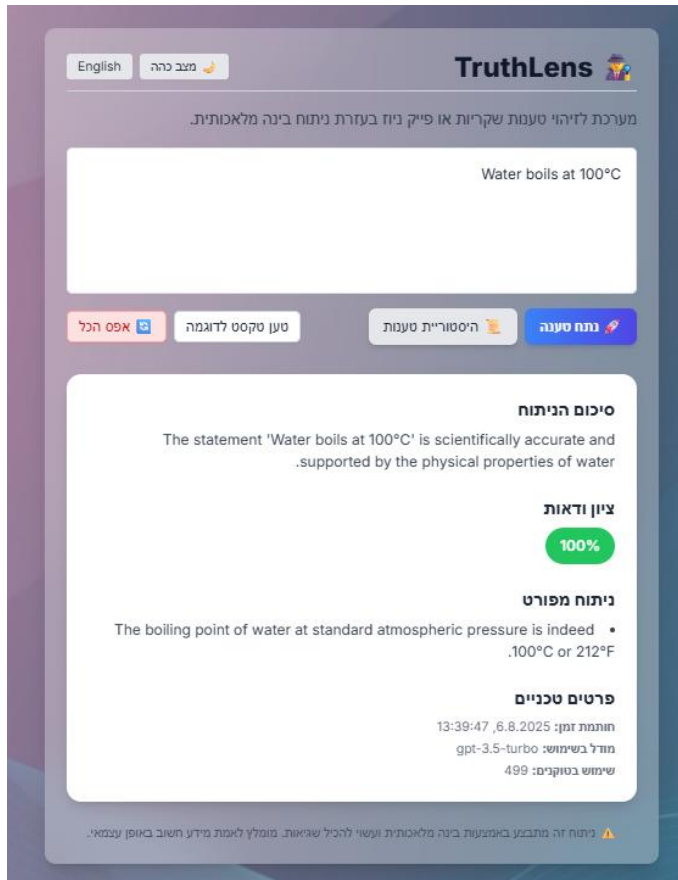 TruthLens
מצב כהה
English
מערכת לזיהוי טענות שקריות או פייק ניוז בעזרת ניתוח בינה מלאכותית.
Water boils at 100°C
נתח טענה
היסטוריית טענות
טען טקסט לדוגמה
אפס הכל
סיכום הניתוח
The statement 'Water boils at 100°C' is scientifically accurate and
.supported by the physical properties of water
ציון ודאות
100%
ניתוח מפורט
• The boiling point of water at standard atmospheric pressure is indeed
.100°C or 212°F
פרטים טכניים
חותמת זמן: 6.8.2025, 13:39:47
מודל בשימוש: gpt-3.5-turbo
שימוש בטוקנים: 499
ניתוח זה מתבצע באמצעות בינה מלאכותית ועשוי להכיל שגיאות. מומלץ לאמת מידע חשוב באופן עצמאי.